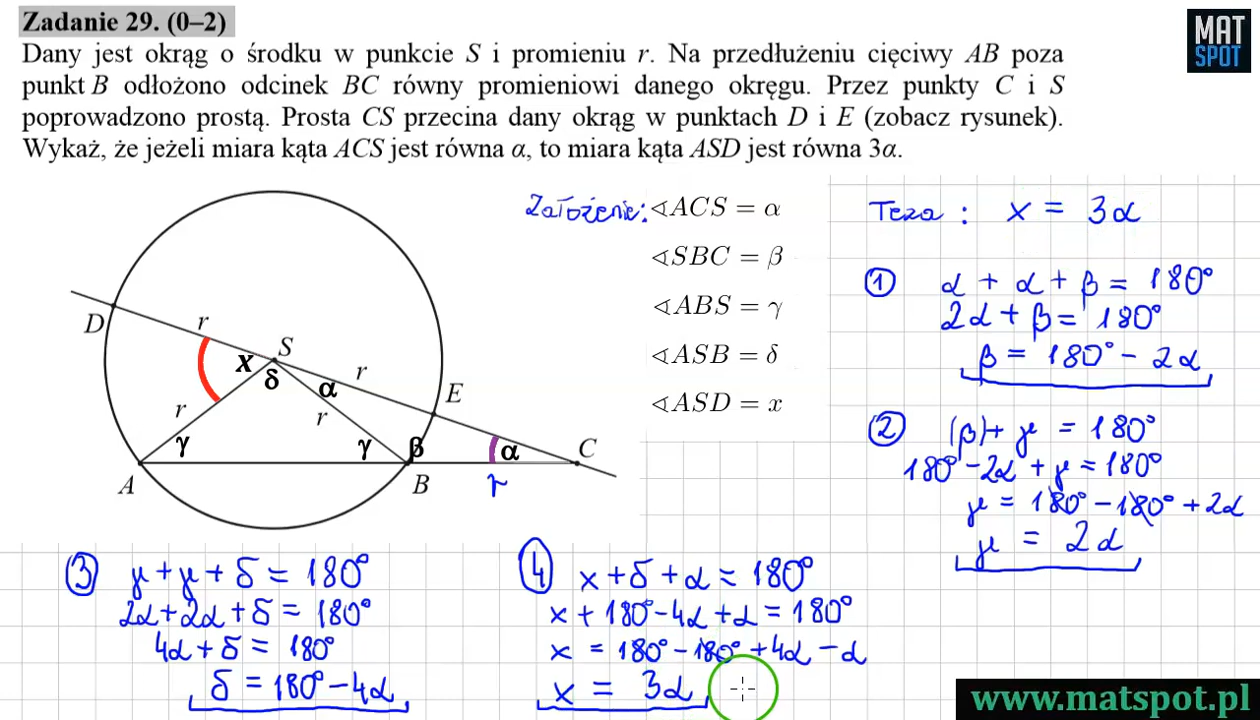 Zadanie 29. (0–2)
MAT
SPOT
Dany jest okrąg o środku w punkcie S i promieniu r. Na przedłużeniu cięciwy AB poza
punkt B odłożono odcinek BC równy promieniowi danego okręgu. Przez punkty C i S
poprowadzono prostą. Prosta CS przecina dany okrąg w punktach D i E (zobacz rysunek).
Wykaż, że jeżeli miara kąta ACS jest równa α, to miara kąta ASD jest równa 3α.
Założenie: ∢ACS = α
∢SBC = β
∢ABS = γ
∢ASB = δ
∢ASD = x
Teza : x = 3α
① α + α + β = 180°
2α + β = 180°
β = 180° - 2α
② (β) + γ = 180°
180° - 2α + γ = 180°
γ = 180° - 180° + 2α
γ = 2α
D
r
S
x
δ
α
r
E
r
r
γ
γ
β
α
C
A
B
r
③ γ + γ + δ = 180°
2α + 2α + δ = 180°
4α + δ = 180°
δ = 180° - 4α
④ x + δ + α = 180°
x + 180° - 4α + α = 180°
x = 180° - 180° + 4α - α
x = 3α
www.matspot.pl